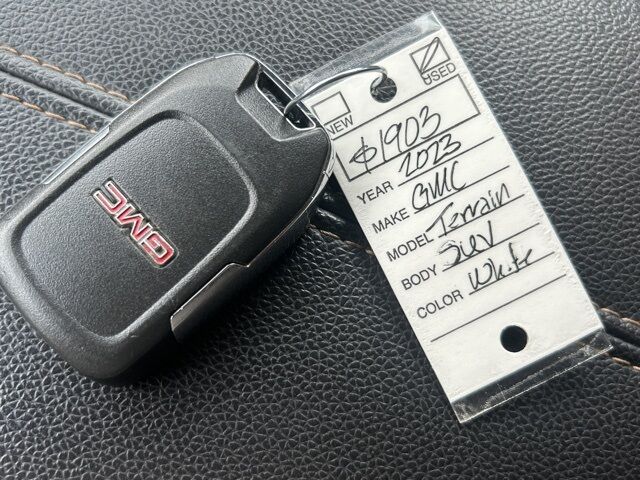 GMC
NEW
USED
$1903
YEAR 2023
MAKE GMC
MODEL Terrain
BODY SUV
COLOR White